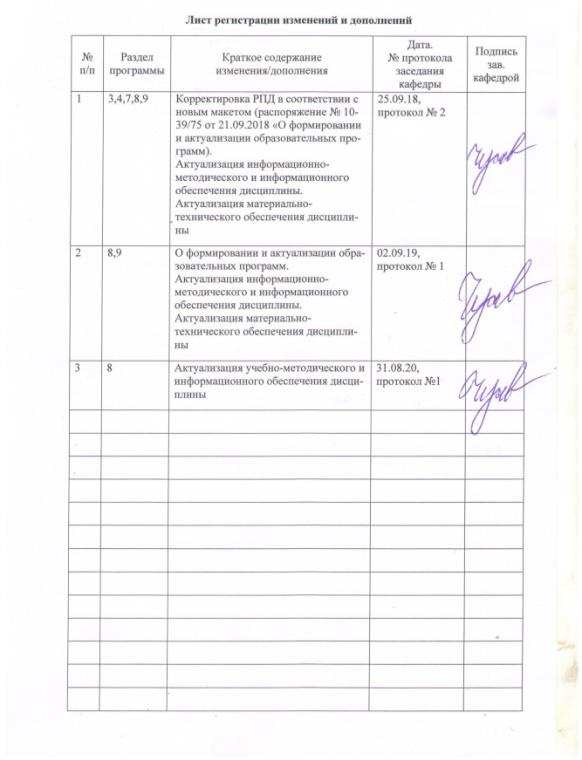 Лист регистрации изменений и дополнений
№ п/п
Раздел программы
Краткое содержание изменения/дополнения
Дата. № протокола заседания кафедры
Подпись зав. кафедрой
1
3,4,7,8,9
Корректировка РПД в соответствии с
новым макетом (распоряжение № 10-
39/75 от 21.09.2018 «О формировании
и актуализации образовательных про-
грамм).
Актуализация информационно-
методического и информационного
обеспечения дисциплины.
Актуализация материально-
технического обеспечения дисципли-
ны
25.09.18,
протокол № 2
2
8,9
О формировании и актуализации обра-
зовательных программ.
Актуализация информационно-
методического и информационного
обеспечения дисциплины.
Актуализация материально-
технического обеспечения дисципли-
ны
02.09.19,
протокол № 1
3
8
Актуализация учебно-методического и
информационного обеспечения дисци-
плины
31.08.20,
протокол №1